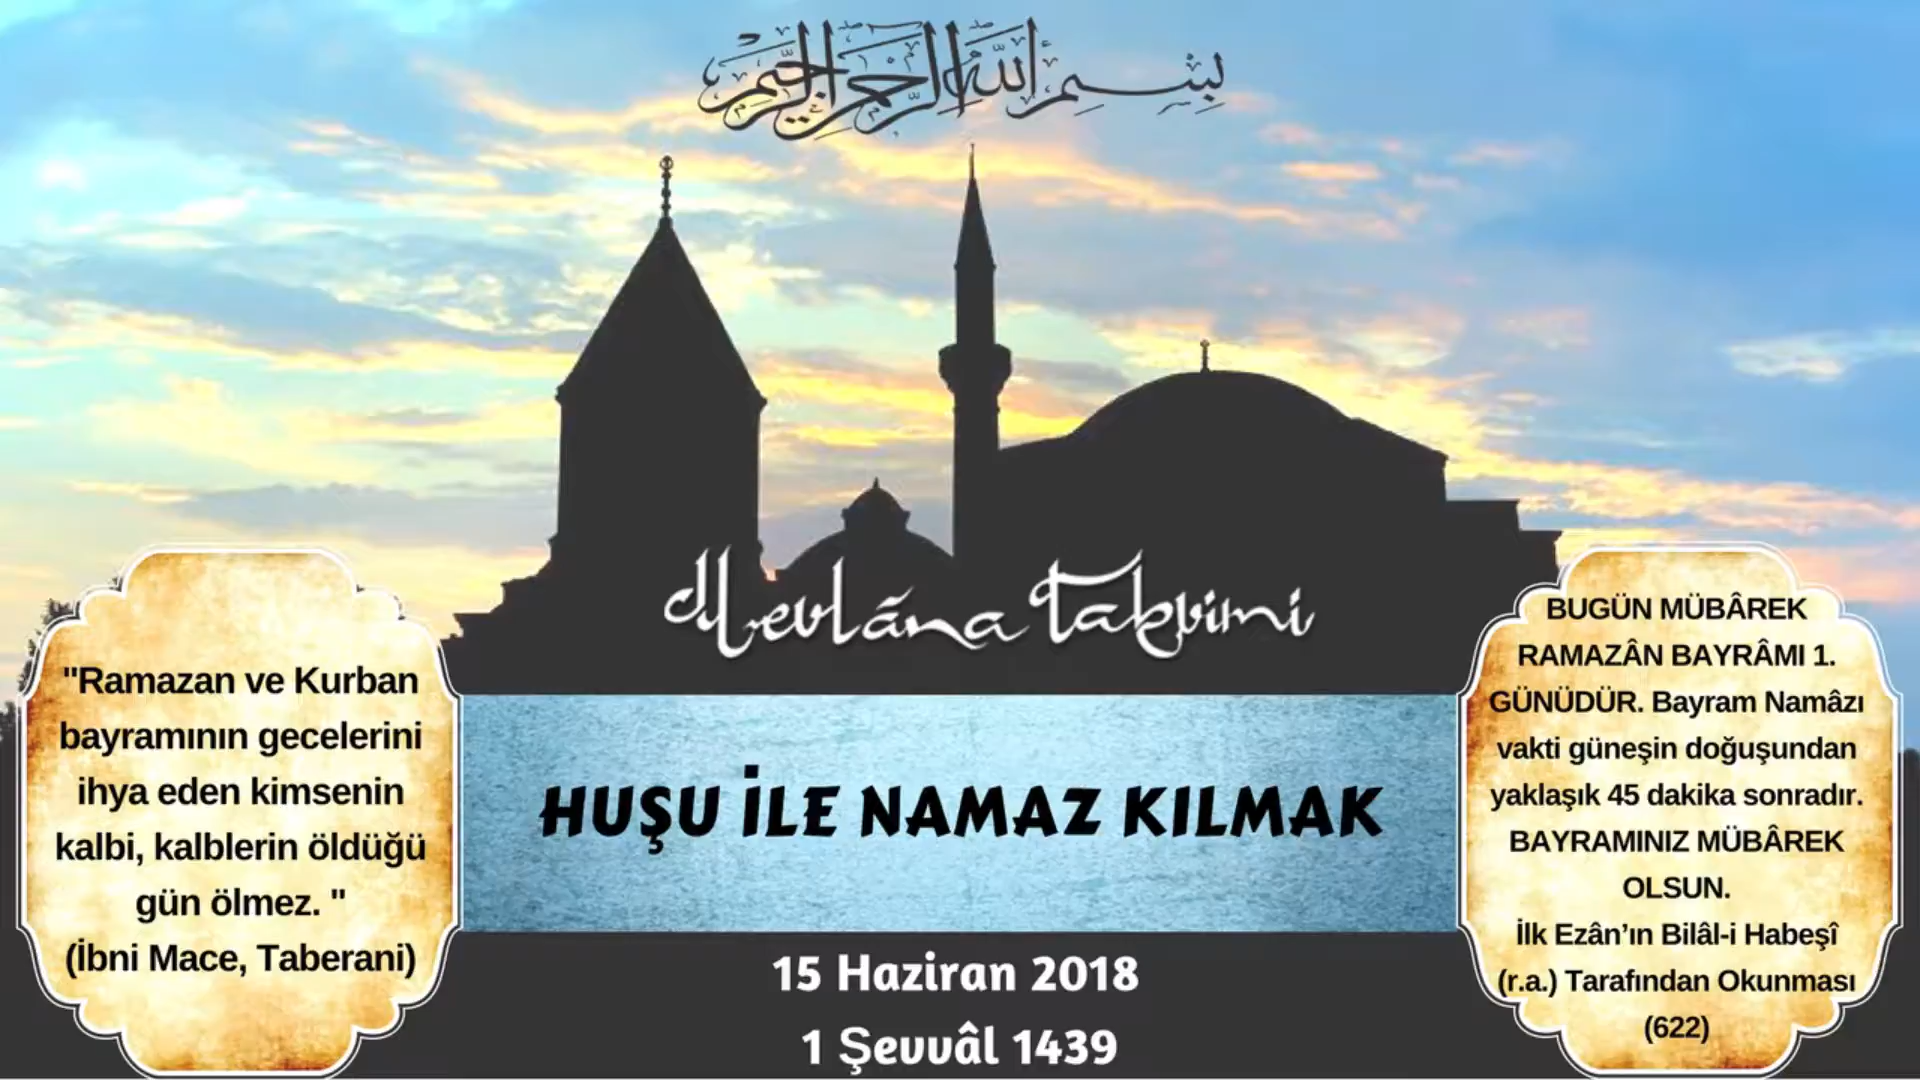 بسم الله الرحمن الرحيم
Mevlâna Takvimi
"Ramazan ve Kurban
bayramının gecelerini
ihya eden kimsenin
kalbi, kalblerin öldüğü
gün ölmez. "
(İbni Mace, Taberani)
HUŞU İLE NAMAZ KILMAK
15 Haziran 2018
1 Şevvâl 1439
BUGÜN MÜBÂREK
RAMAZÂN BAYRÂMI 1.
GÜNÜDÜR. Bayram Namâzı
vakti güneşin doğuşundan
yaklaşık 45 dakika sonradır.
BAYRAMINIZ MÜBÂREK
OLSUN.
İlk Ezân’ın Bilâl-i Habeşî
(r.a.) Tarafından Okunması
(622)